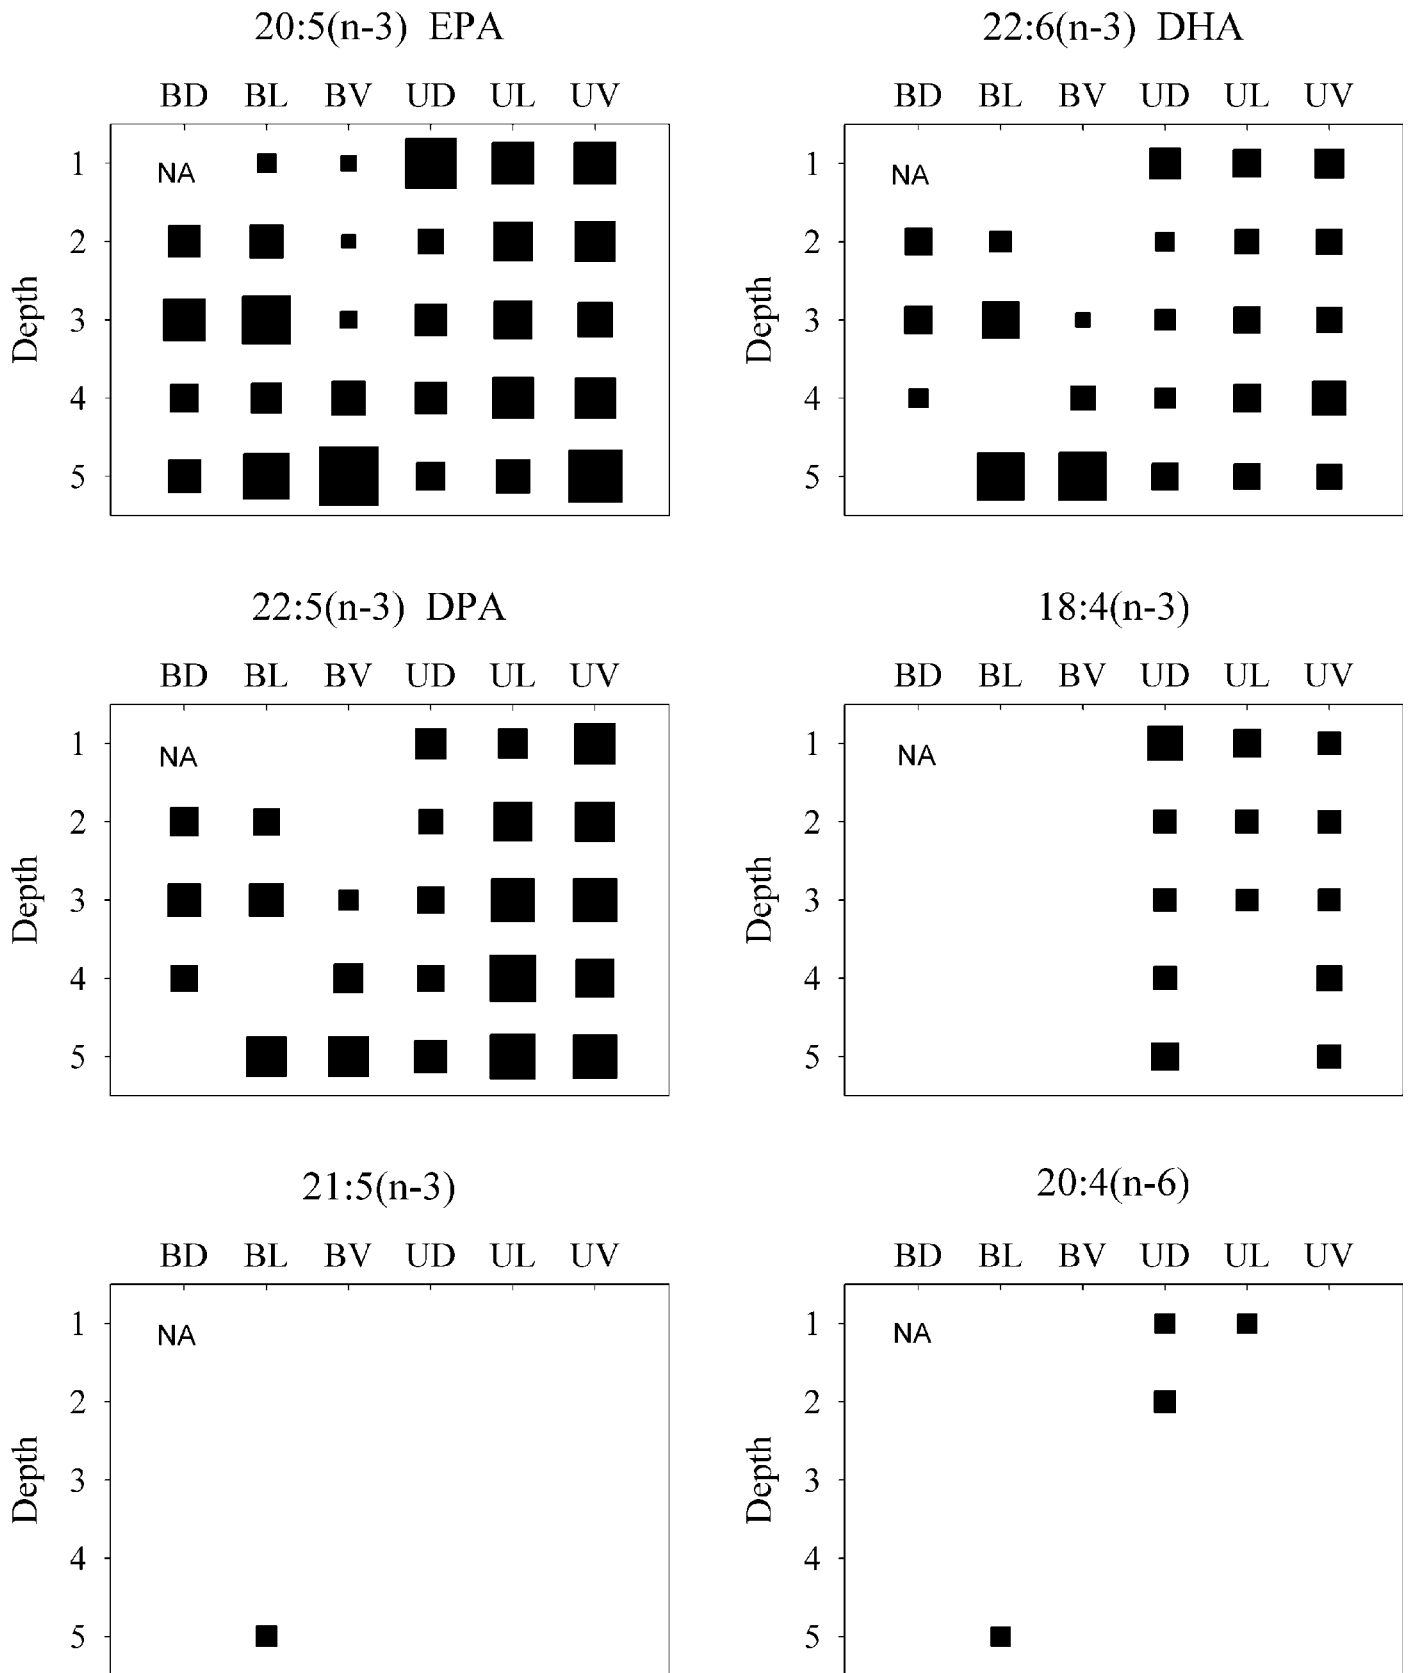 20:5(n-3) EPA
BD BL BV UD UL UV
NA
1
2
3
4
5
Depth
22:6(n-3) DHA
BD BL BV UD UL UV
NA
1
2
3
4
5
Depth
22:5(n-3) DPA
BD BL BV UD UL UV
NA
1
2
3
4
5
Depth
18:4(n-3)
BD BL BV UD UL UV
NA
1
2
3
4
5
Depth
21:5(n-3)
BD BL BV UD UL UV
NA
1
2
3
4
5
Depth
20:4(n-6)
BD BL BV UD UL UV
NA
1
2
3
4
5
Depth